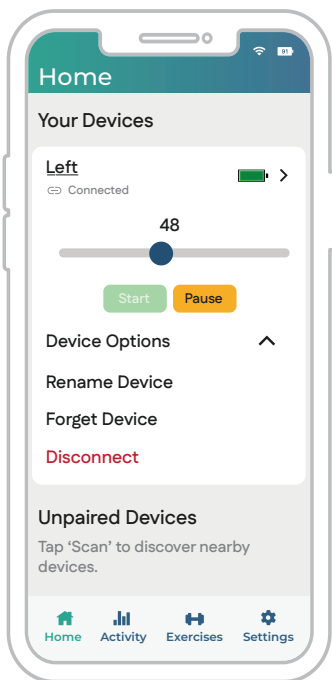 91
Home
Your Devices
Left
Connected
48
Start Pause
Device Options
Rename Device
Forget Device
Disconnect
Unpaired Devices
Tap ‘Scan’ to discover nearby
devices.
Home Activity Exercises Settings